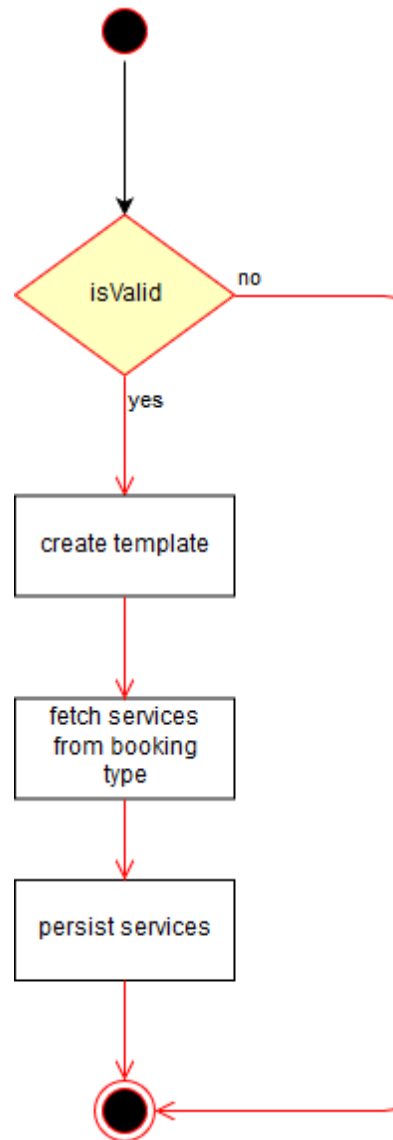 isValid
no
yes
create template
fetch services
from booking
type
persist services